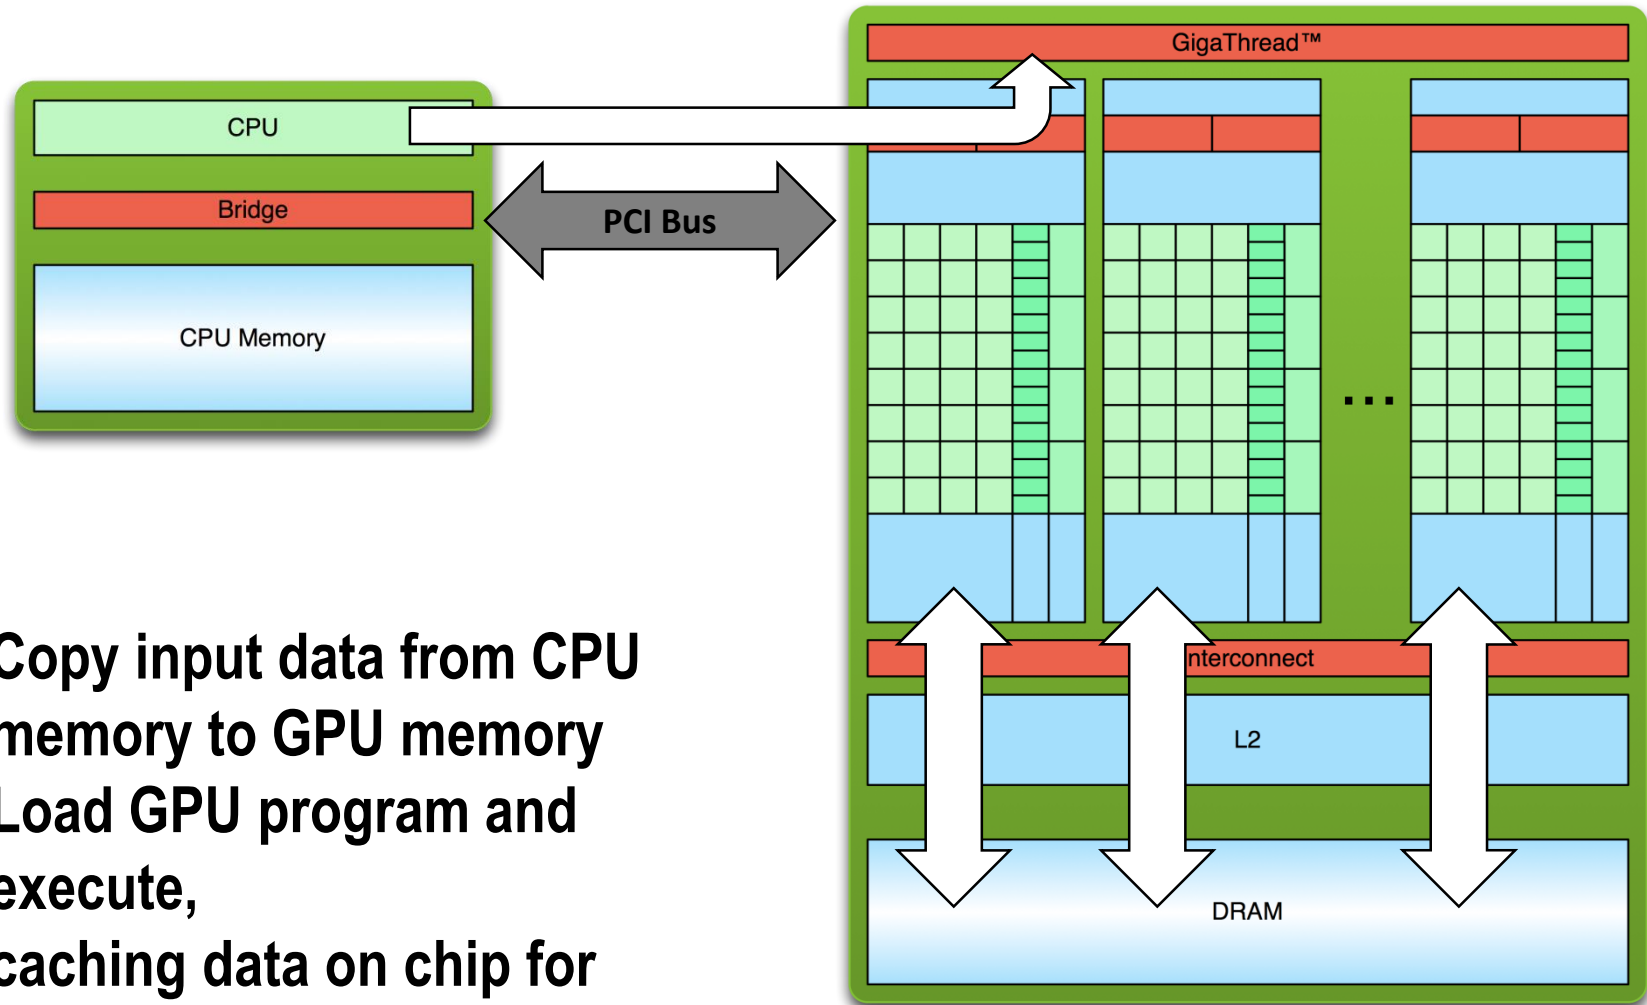 GigaThread™
CPU
Bridge
PCI Bus
CPU Memory
...
Copy input data from CPU
memory to GPU memory
Load GPU program and
execute,
caching data on chip for
nterconnect
L2
DRAM